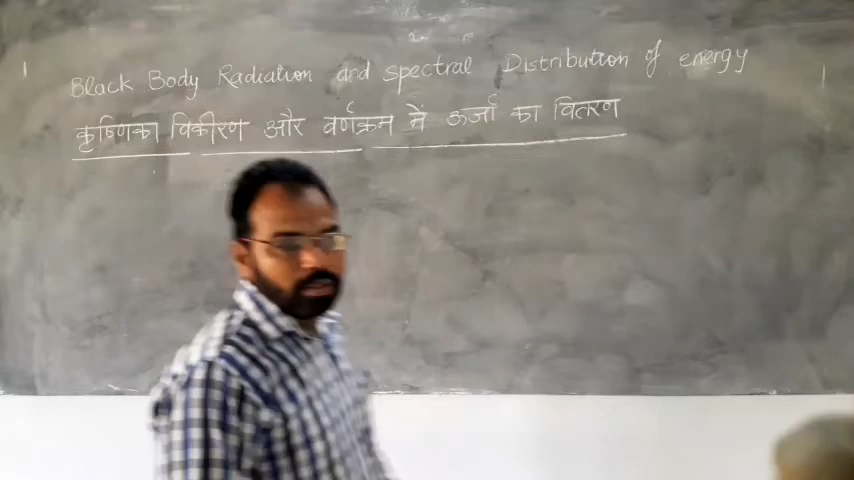 Black Body Radiation and Spectral Distribution of energy
कृष्णिका विकीरण और वर्णक्रम में ऊर्जा का वितरण